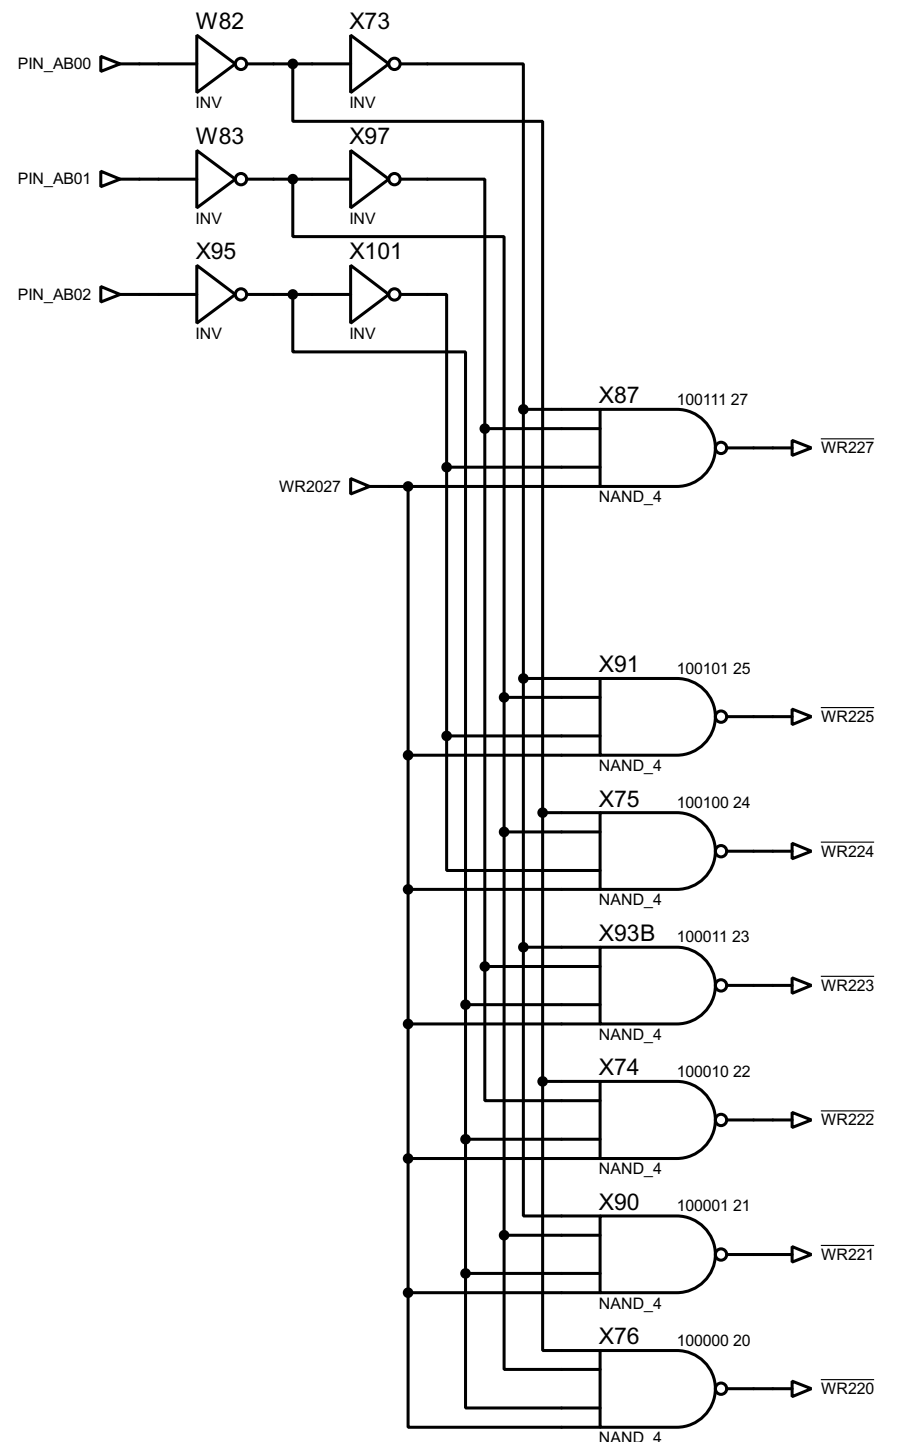 W82
X73
PIN_AB00
INV
INV
W83
X97
PIN_AB01
INV
INV
X95
X101
PIN_AB02
INV
INV
X87
100111 27
WR227
WR2027
NAND_4
X91
100101 25
WR225
NAND_4
X75
100100 24
WR224
NAND_4
X93B
100011 23
WR223
NAND_4
X74
100010 22
WR222
NAND_4
X90
100001 21
WR221
NAND_4
X76
100000 20
WR220
NAND_4